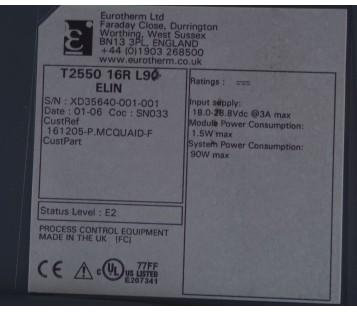 Eurotherm Ltd
Faraday Close, Durrington
Worthing, West Sussex
BN13 3PL, ENGLAND
+44 (0)1903 268500
www.eurotherm.co.uk
T2550 16R L90
ELIN
S/N : XD35640-001-001
Date : 01-06 Coc : SN033
CustRef
161205-P.MCQUAID-F
CustPart
Status Level : E2
PROCESS CONTROL EQUIPMENT
MADE IN THE UK (FC)
CE c UL US LISTED
77FF
E207341
Ratings :
Input supply:
18.0-28.8Vdc @3A max
Module Power Consumption:
1.5W max
System Power Consumption:
90W max